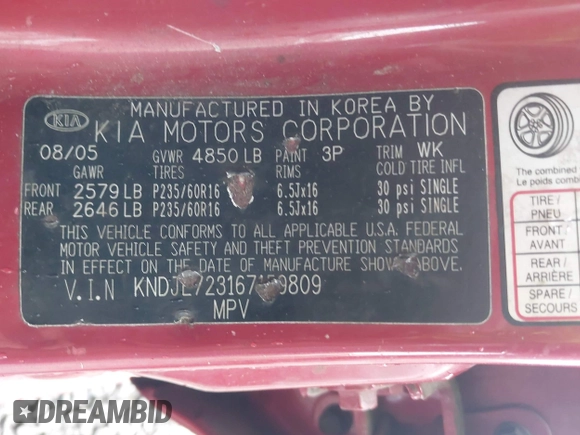 MANUFACTURED IN KOREA BY
KIA KIA MOTORS CORPORATION
08/05 GVWR 4850 LB PAINT 3P TRIM WK
GAWR TIRES RIMS COLD TIRE INFL
FRONT 2579 LB P235/60R16 6.5Jx16 30 psi SINGLE
REAR 2646 LB P235/60R16 6.5Jx16 30 psi SINGLE
THIS VEHICLE CONFORMS TO ALL APPLICABLE U.S.A. FEDERAL
MOTOR VEHICLE SAFETY AND THEFT PREVENTION STANDARDS
IN EFFECT ON THE DATE OF MANUFACTURE SHOWN ABOVE.
V.I.N
MPV
The combined
Le poids combi
TIRE /
PNEU
FRONT /
AVANT
REAR /
ARRIÈRE
SPARE /
SECOURS
DREAMBID